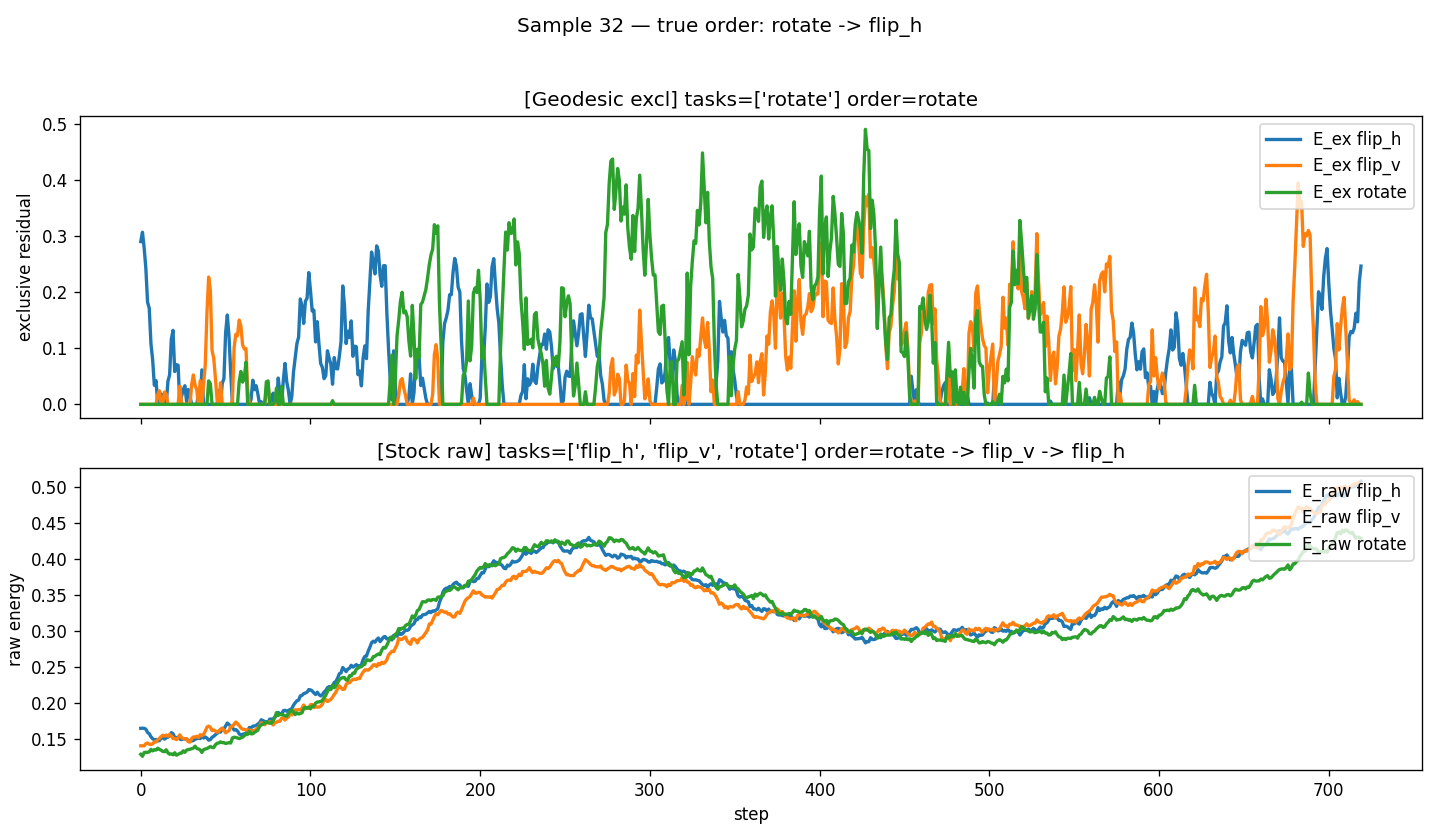 Sample 32 — true order: rotate -> flip_h
[Geodesic excl] tasks=['rotate'] order=rotate
exclusive residual
0.5
0.4
0.3
0.2
0.1
0.0
E_ex flip_h
E_ex flip_v
E_ex rotate
[Stock raw] tasks=['flip_h', 'flip_v', 'rotate'] order=rotate -> flip_v -> flip_h
raw energy
0.50
0.45
0.40
0.35
0.30
0.25
0.20
0.15
E_raw flip_h
E_raw flip_v
E_raw rotate
0 100 200 300 400 500 600 700
step